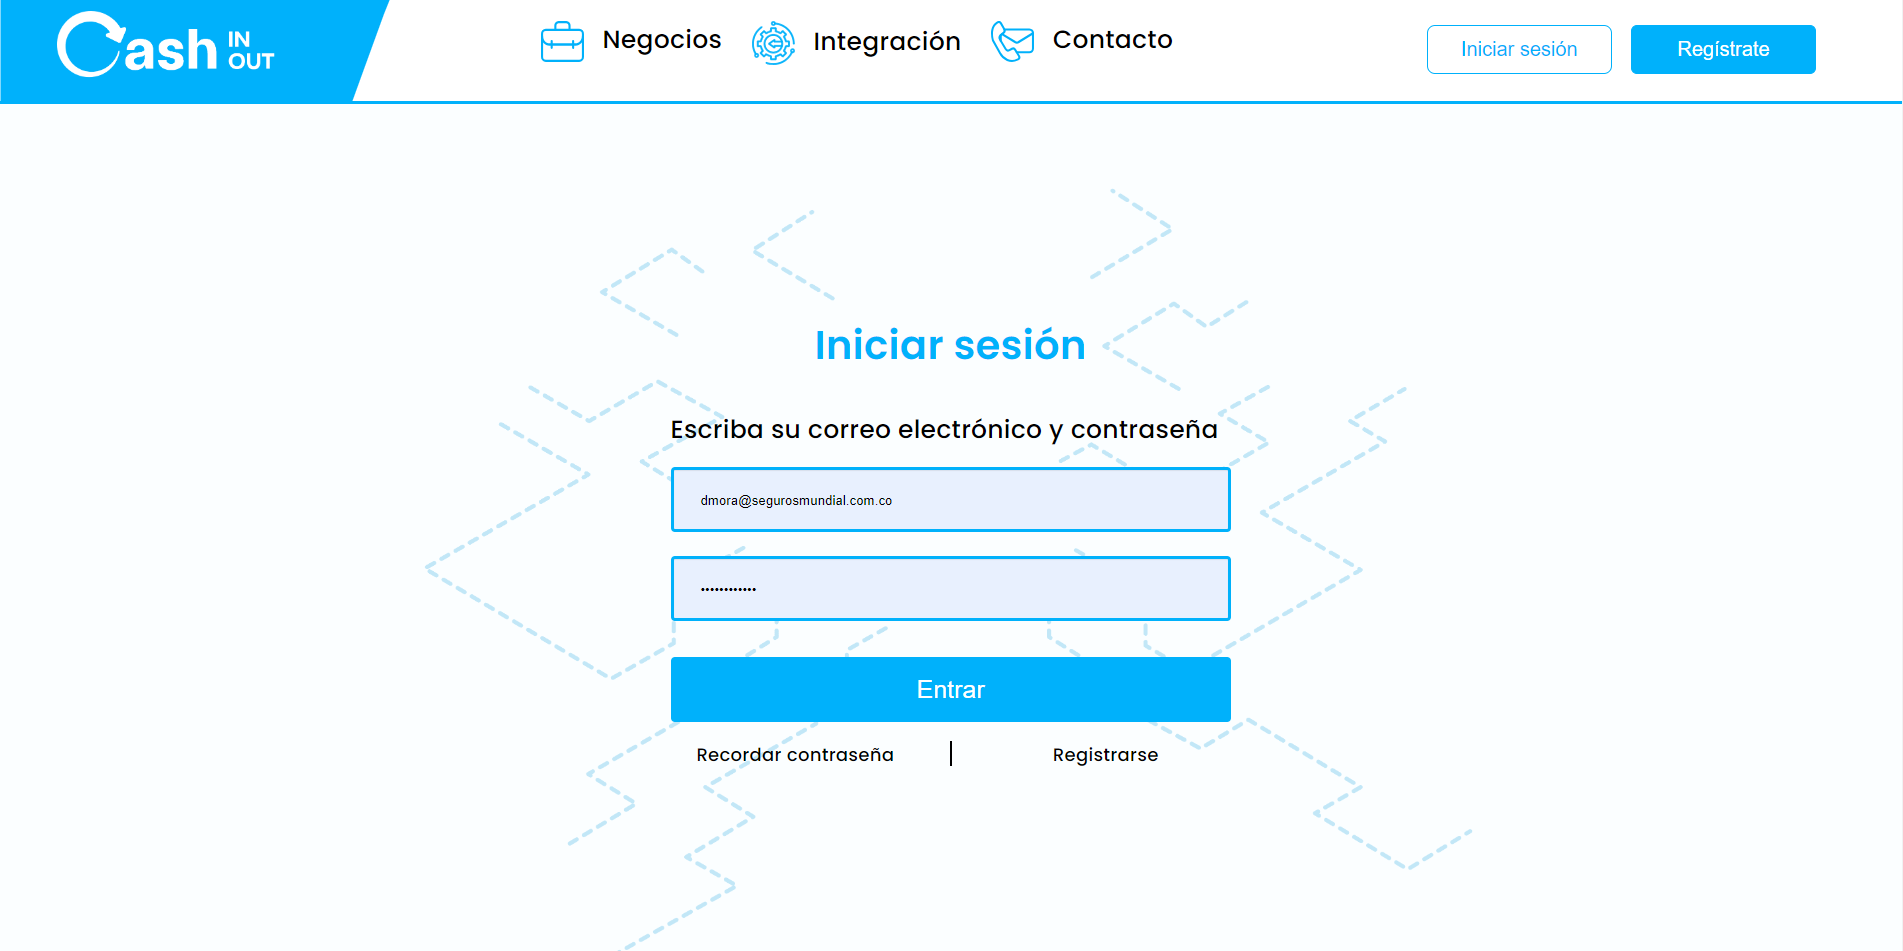 Cash IN OUT
Negocios
Integración
Contacto
Iniciar sesión
Regístrate
Iniciar sesión
Escriba su correo electrónico y contraseña
dmora@segurosmundial.com.co
••••••••••••
Entrar
Recordar contraseña | Registrarse